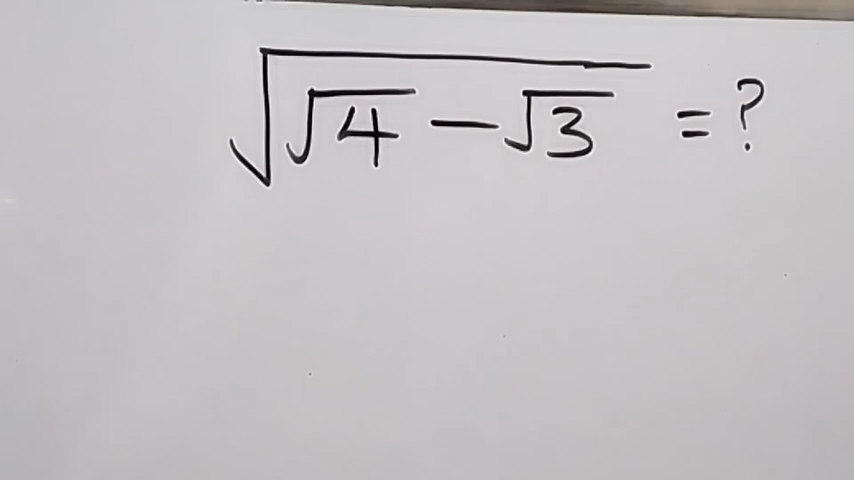 √(√4 − √3) = ?